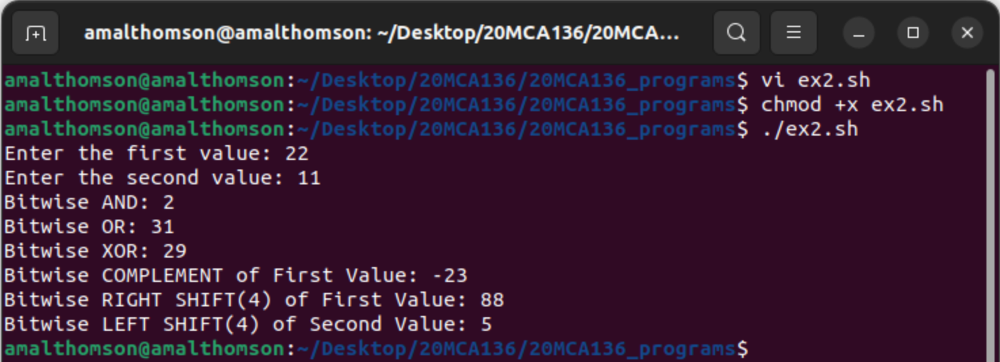 amalthomson@amalthomson: ~/Desktop/20MCA136/20MCA...
amalthomson@amalthomson:~/Desktop/20MCA136/20MCA136_programs$ vi ex2.sh
amalthomson@amalthomson:~/Desktop/20MCA136/20MCA136_programs$ chmod +x ex2.sh
amalthomson@amalthomson:~/Desktop/20MCA136/20MCA136_programs$ ./ex2.sh
Enter the first value: 22
Enter the second value: 11
Bitwise AND: 2
Bitwise OR: 31
Bitwise XOR: 29
Bitwise COMPLEMENT of First Value: -23
Bitwise RIGHT SHIFT(4) of First Value: 88
Bitwise LEFT SHIFT(4) of Second Value: 5
amalthomson@amalthomson:~/Desktop/20MCA136/20MCA136_programs$